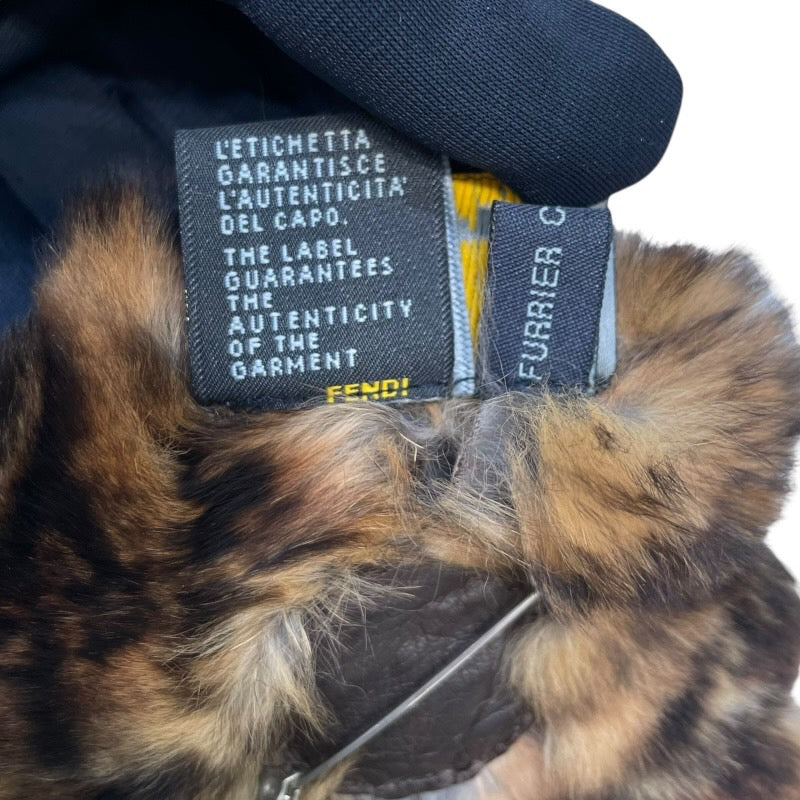 L'ETICHETTA
GARANTISCE
L'AUTENTICITA'
DEL CAPO.
THE LABEL
GUARANTEES
THE
AUTENTICITY
OF THE
GARMENT
FENDI
FURRIER C